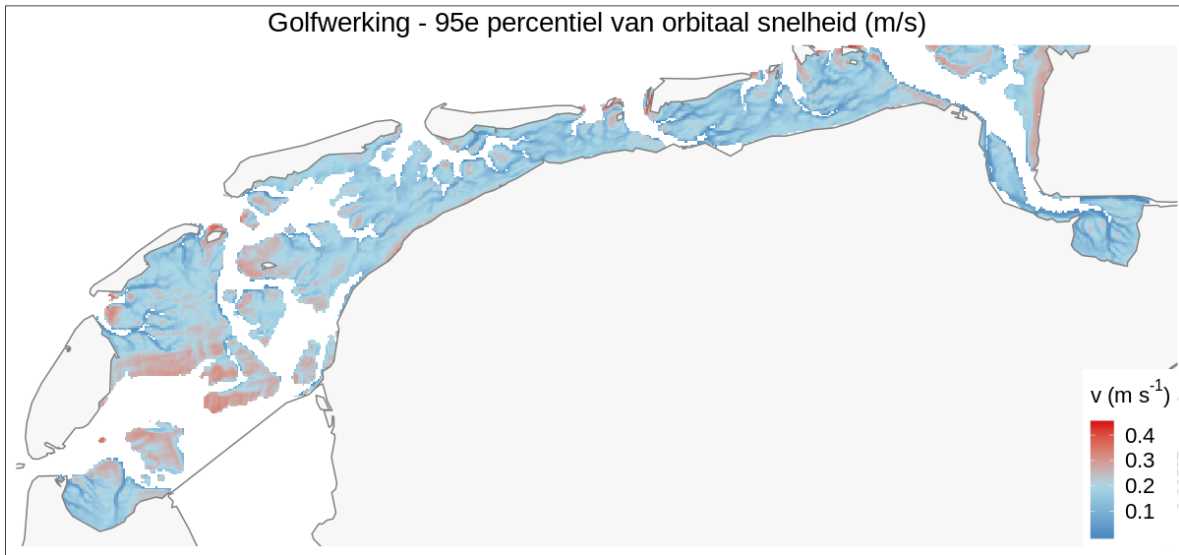 Golfwerking - 95e percentiel van orbitaal snelheid (m/s)
v (m s⁻¹)
0.4
0.3
0.2
0.1